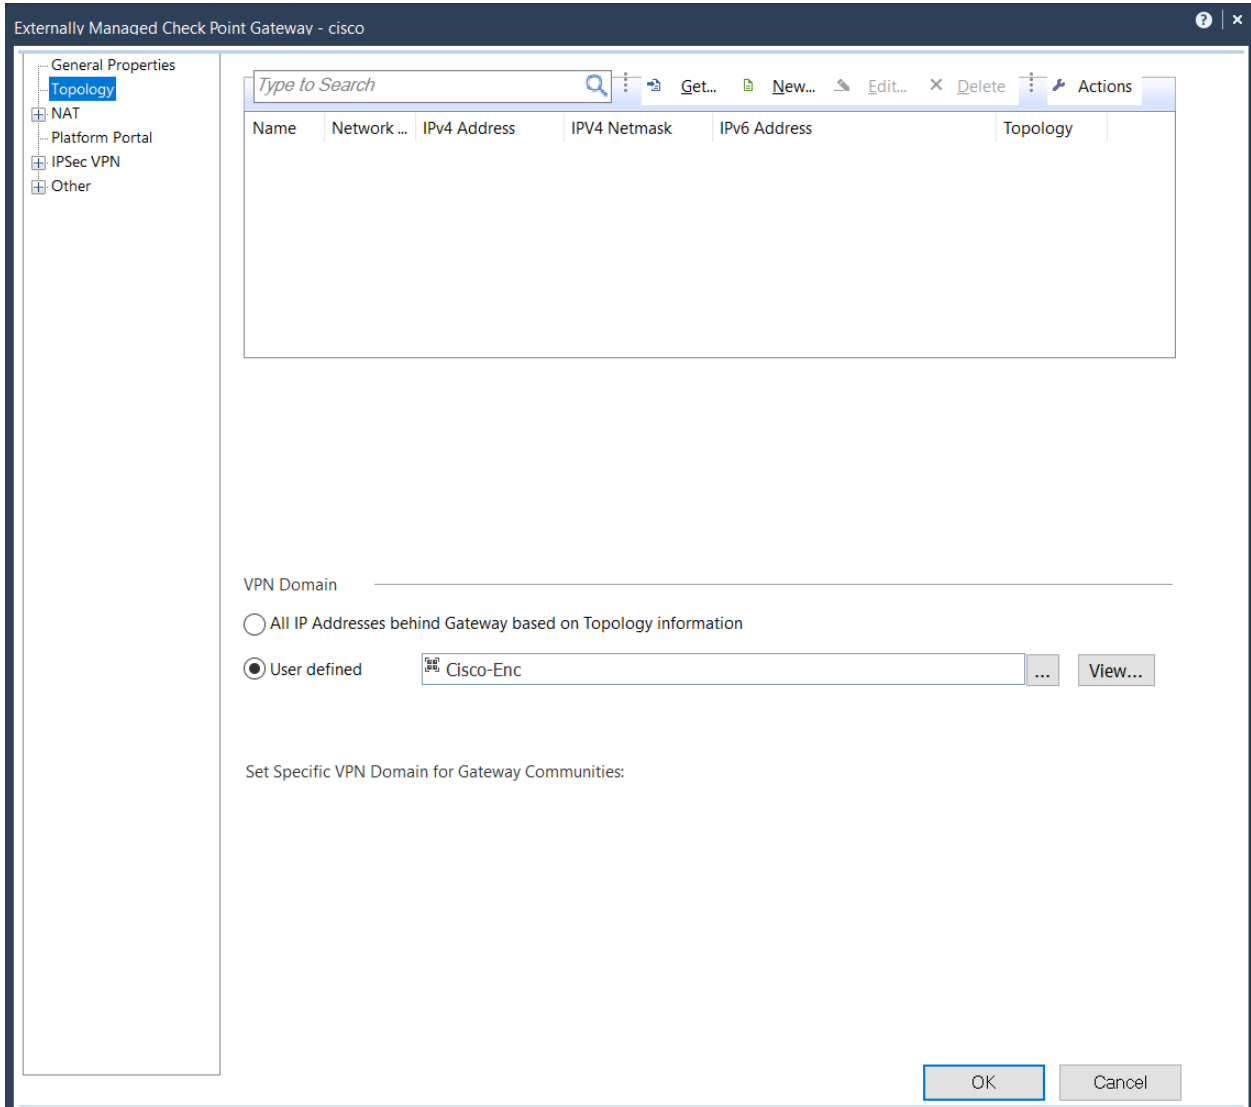 Externally Managed Check Point Gateway - cisco
General Properties
Topology
NAT
Platform Portal
IPSec VPN
Other
Type to Search Get... New... Edit... Delete Actions
Name Network ... IPv4 Address IPV4 Netmask IPv6 Address Topology
VPN Domain
All IP Addresses behind Gateway based on Topology information
User defined Cisco-Enc ... View...
Set Specific VPN Domain for Gateway Communities:
OK Cancel